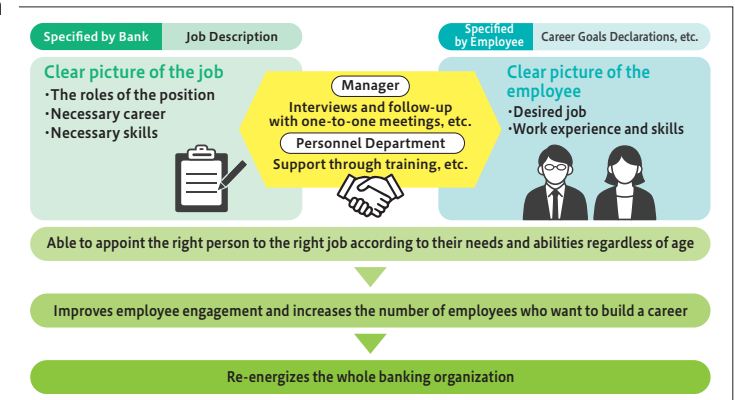 Specified by Bank
Job Description
Specified
by Employee
Career Goals Declarations, etc.
Clear picture of the job
・The roles of the position
・Necessary career
・Necessary skills
Manager
Interviews and follow-up
with one-to-one meetings, etc.
Personnel Department
Support through training, etc.
Clear picture of the
employee
・Desired job
・Work experience and skills
Able to appoint the right person to the right job according to their needs and abilities regardless of age
Improves employee engagement and increases the number of employees who want to build a career
Re-energizes the whole banking organization